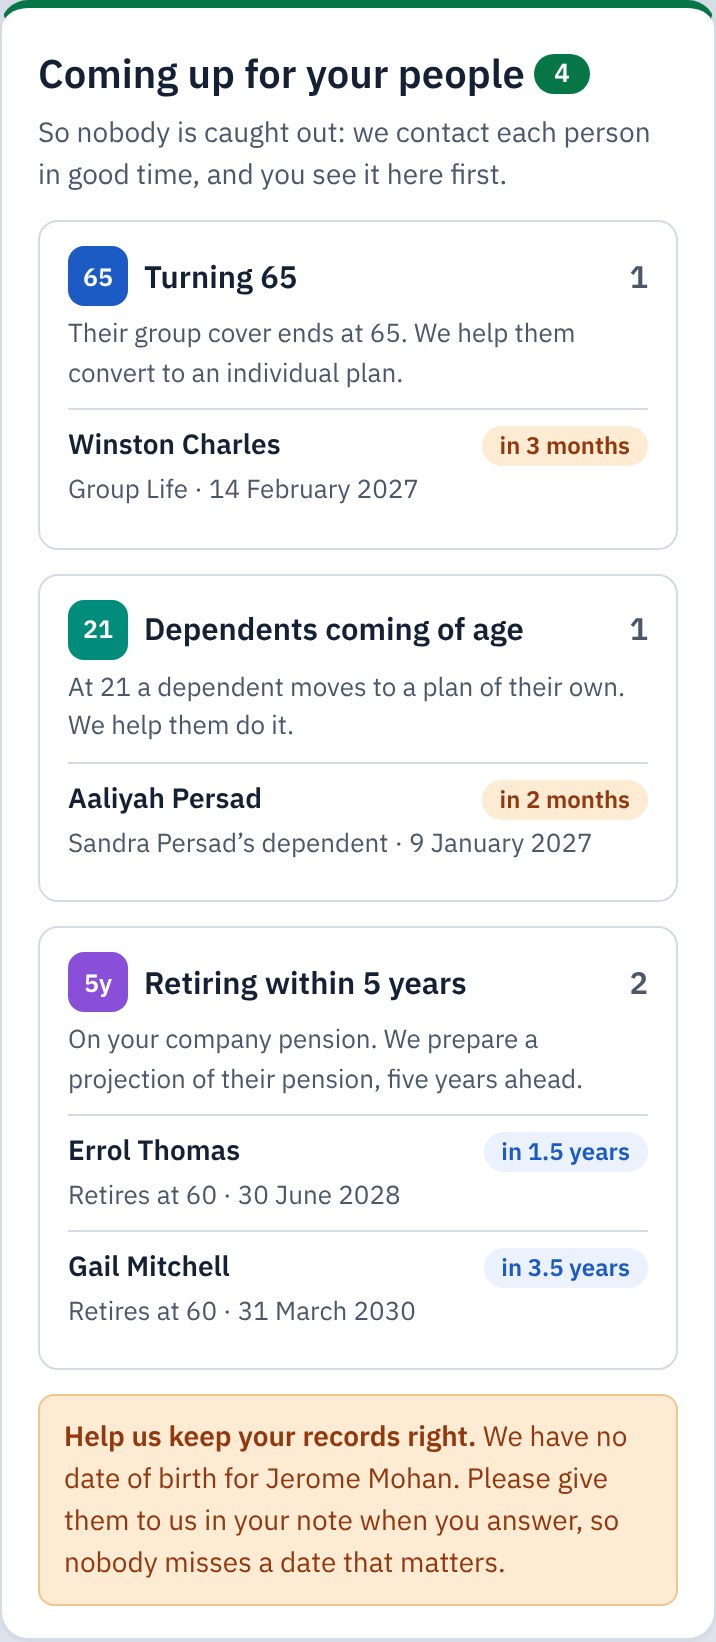 Coming up for your people 4
So nobody is caught out: we contact each person
in good time, and you see it here first.
65 Turning 65 1
Their group cover ends at 65. We help them
convert to an individual plan.
Winston Charles in 3 months
Group Life · 14 February 2027
21 Dependents coming of age 1
At 21 a dependent moves to a plan of their own.
We help them do it.
Aaliyah Persad in 2 months
Sandra Persad’s dependent · 9 January 2027
5y Retiring within 5 years 2
On your company pension. We prepare a
projection of their pension, five years ahead.
Errol Thomas in 1.5 years
Retires at 60 · 30 June 2028
Gail Mitchell in 3.5 years
Retires at 60 · 31 March 2030
Help us keep your records right. We have no
date of birth for Jerome Mohan. Please give
them to us in your note when you answer, so
nobody misses a date that matters.